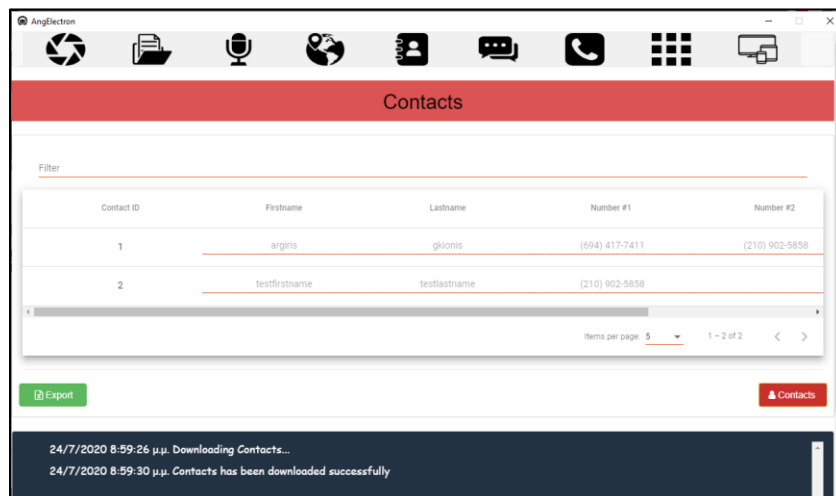 AngElectron
Contacts
Filter
Contact ID Firstname Lastname Number #1 Number #2
1 argiris gkionis (694) 417-7411 (210) 902-5858
2 testfirstname testlastname (210) 902-5858
Items per page: 5 1 – 2 of 2
Export Contacts
24/7/2020 8:59:26 μ.μ. Downloading Contacts...
24/7/2020 8:59:30 μ.μ. Contacts has been downloaded successfully